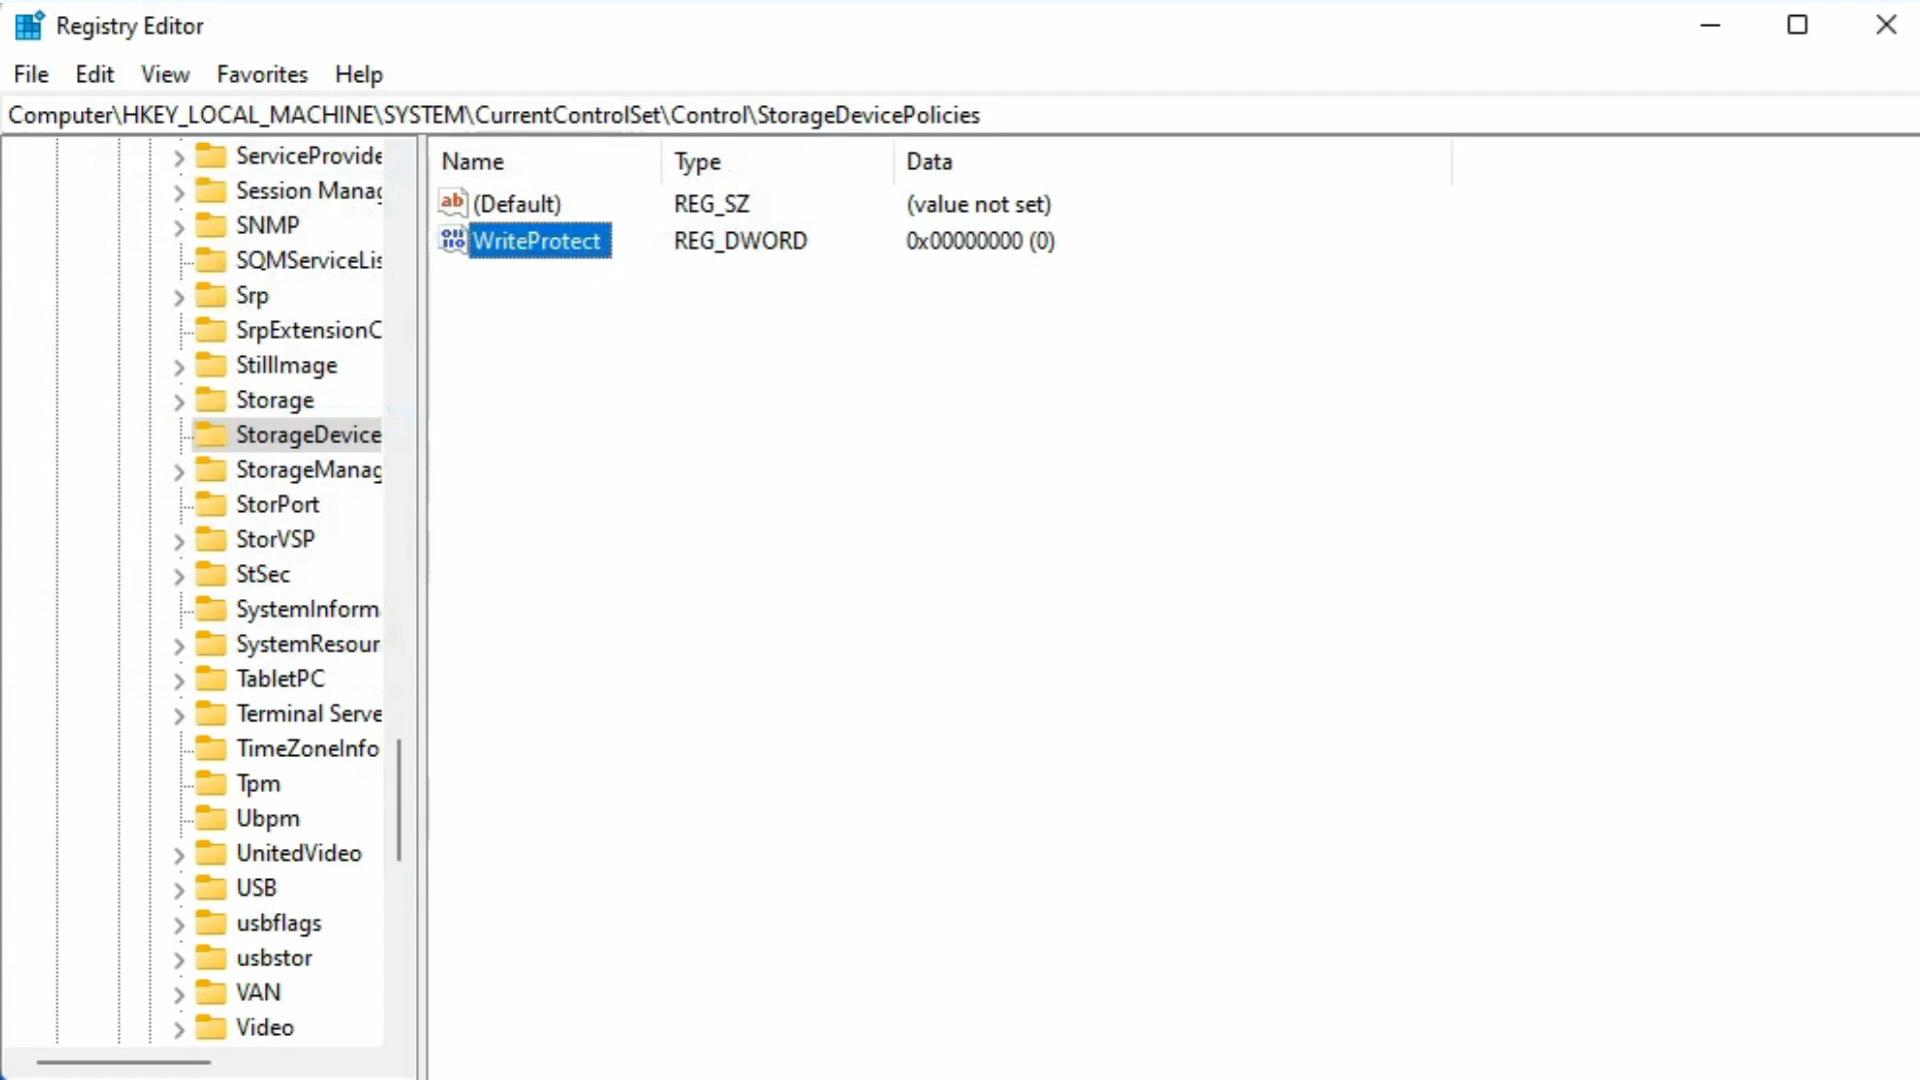 Registry Editor
File Edit View Favorites Help
Computer\HKEY_LOCAL_MACHINE\SYSTEM\CurrentControlSet\Control\StorageDevicePolicies
ServiceProvide
Session Manag
SNMP
SQMServiceLis
Srp
SrpExtensionC
StillImage
Storage
StorageDevice
StorageManag
StorPort
StorVSP
StSec
SystemInforma
SystemResour
TabletPC
Terminal Serve
TimeZoneInfo
Tpm
Ubpm
UnitedVideo
USB
usbflags
usbstor
VAN
Video
Name Type Data
(Default) REG_SZ (value not set)
WriteProtect REG_DWORD 0x00000000 (0)